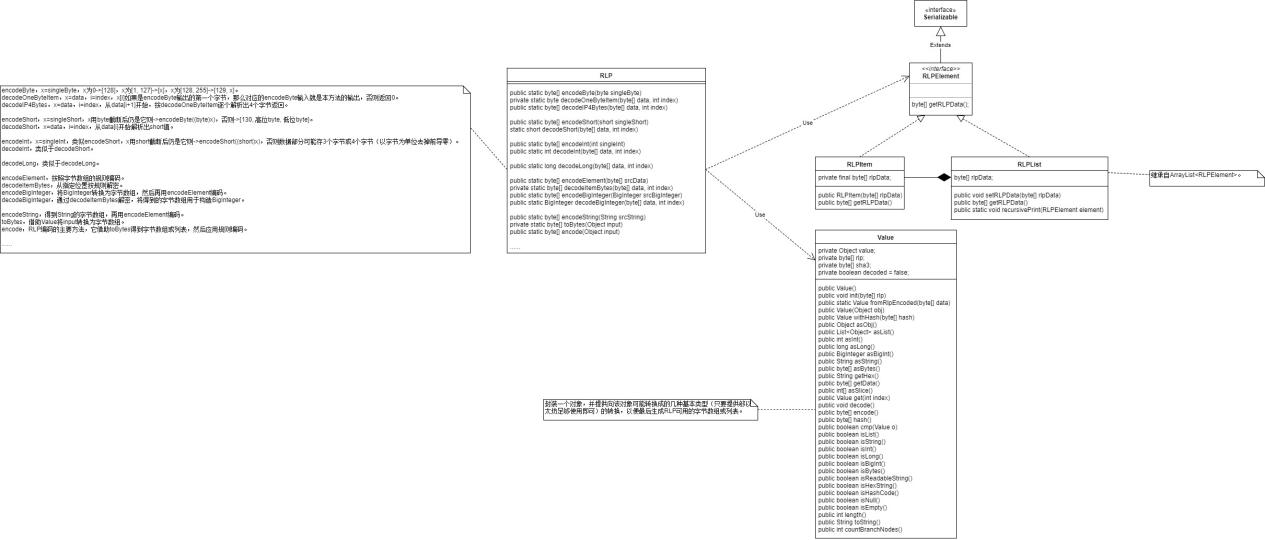 «interface»
Serializable
Extends
<<interface>>
RLPElement
byte[] getRLPData();
encodeByte，x=singleByte，x为0->[128]，x为[1, 127]->[x]，x为[128, 255]->[129, x]。
decodeOneByteItem，x=data，i=index，x[i]如果是encodeByte输出的第一个字节，那么对应的encodeByte输入就是本方法的输出，否则返回0。
decodeIP4Bytes，x=data，i=index，从data[i+1]开始，按decodeOneByteItem逐个解析出4个字节返回。
encodeShort，x=singleShort，x用byte截断后仍是它则->encodeByte((byte)x)，否则->[130, 高位byte, 低位byte]。
decodeShort，x=data，i=index，从data[i]开始解析出short值。
encodeInt，x=singleInt，类似encodeShort，x用short截断后仍是它则->encodeShort((short)x)，否则数据部分可能存3个字节或4个字节（以字节为单位去掉前导零）。
decodeInt，类似于decodeShort。
decodeLong，类似于decodeLong。
encodeElement，按照字节数组的规则编码。
decodeItemBytes，从指定位置按规则解密。
encodeBigInteger，将BigInteger转换为字节数组，然后再用encodeElement编码。
decodeBigInteger，通过decodeItemBytes解密，将得到的字节数组用于构造BigInteger。
encodeString，得到String的字节数组，再用encodeElement编码。
toBytes，借助Value将input转换为字节数组。
encode，RLP编码的主要方法，它借助toBytes得到字节数组或列表，然后应用规则编码。
......
RLP
public static byte[] encodeByte(byte singleByte)
private static byte decodeOneByteItem(byte[] data, int index)
public static byte[] decodeIP4Bytes(byte[] data, int index)
public static byte[] encodeShort(short singleShort)
static short decodeShort(byte[] data, int index)
public static byte[] encodeInt(int singleInt)
public static int decodeInt(byte[] data, int index)
public static long decodeLong(byte[] data, int index)
public static byte[] encodeElement(byte[] srcData)
private static byte[] decodeItemBytes(byte[] data, int index)
public static byte[] encodeBigInteger(BigInteger srcBigInteger)
public static BigInteger decodeBigInteger(byte[] data, int index)
public static byte[] encodeString(String srcString)
private static byte[] toBytes(Object input)
public static byte[] encode(Object input)
......
Use
Use
RLPItem
private final byte[] rlpData;
public RLPItem(byte[] rlpData)
public byte[] getRLPData()
RLPList
byte[] rlpData;
public void setRLPData(byte[] rlpData)
public byte[] getRLPData()
public static void recursivePrint(RLPElement element)
继承自ArrayList<RLPElement>。
Value
private Object value;
private byte[] rlp;
private byte[] sha3;
private boolean decoded = false;
public Value()
public void init(byte[] rlp)
public static Value fromRlpEncoded(byte[] data)
public Value(Object obj)
public Value withHash(byte[] hash)
public Object asObj()
public List<Object> asList()
public int asInt()
public long asLong()
public BigInteger asBigInt()
public String asString()
public byte[] asBytes()
public String getHex()
public byte[] getData()
public int[] asSlice()
public Value get(int index)
public void decode()
public byte[] encode()
public byte[] hash()
public boolean cmp(Value o)
public boolean isList()
public boolean isString()
public boolean isInt()
public boolean isLong()
public boolean isBigInt()
public boolean isBytes()
public boolean isReadableString()
public boolean isHexString()
public boolean isHashCode()
public boolean isNull()
public boolean isEmpty()
public int length()
public String toString()
public int countBranchNodes()
封装一个对象，并提供向该对象可能转换成的几种基本类型（只要提供够以
太坊足够使用即可）的转换，以便最后生成RLP可用的字节数组或列表。